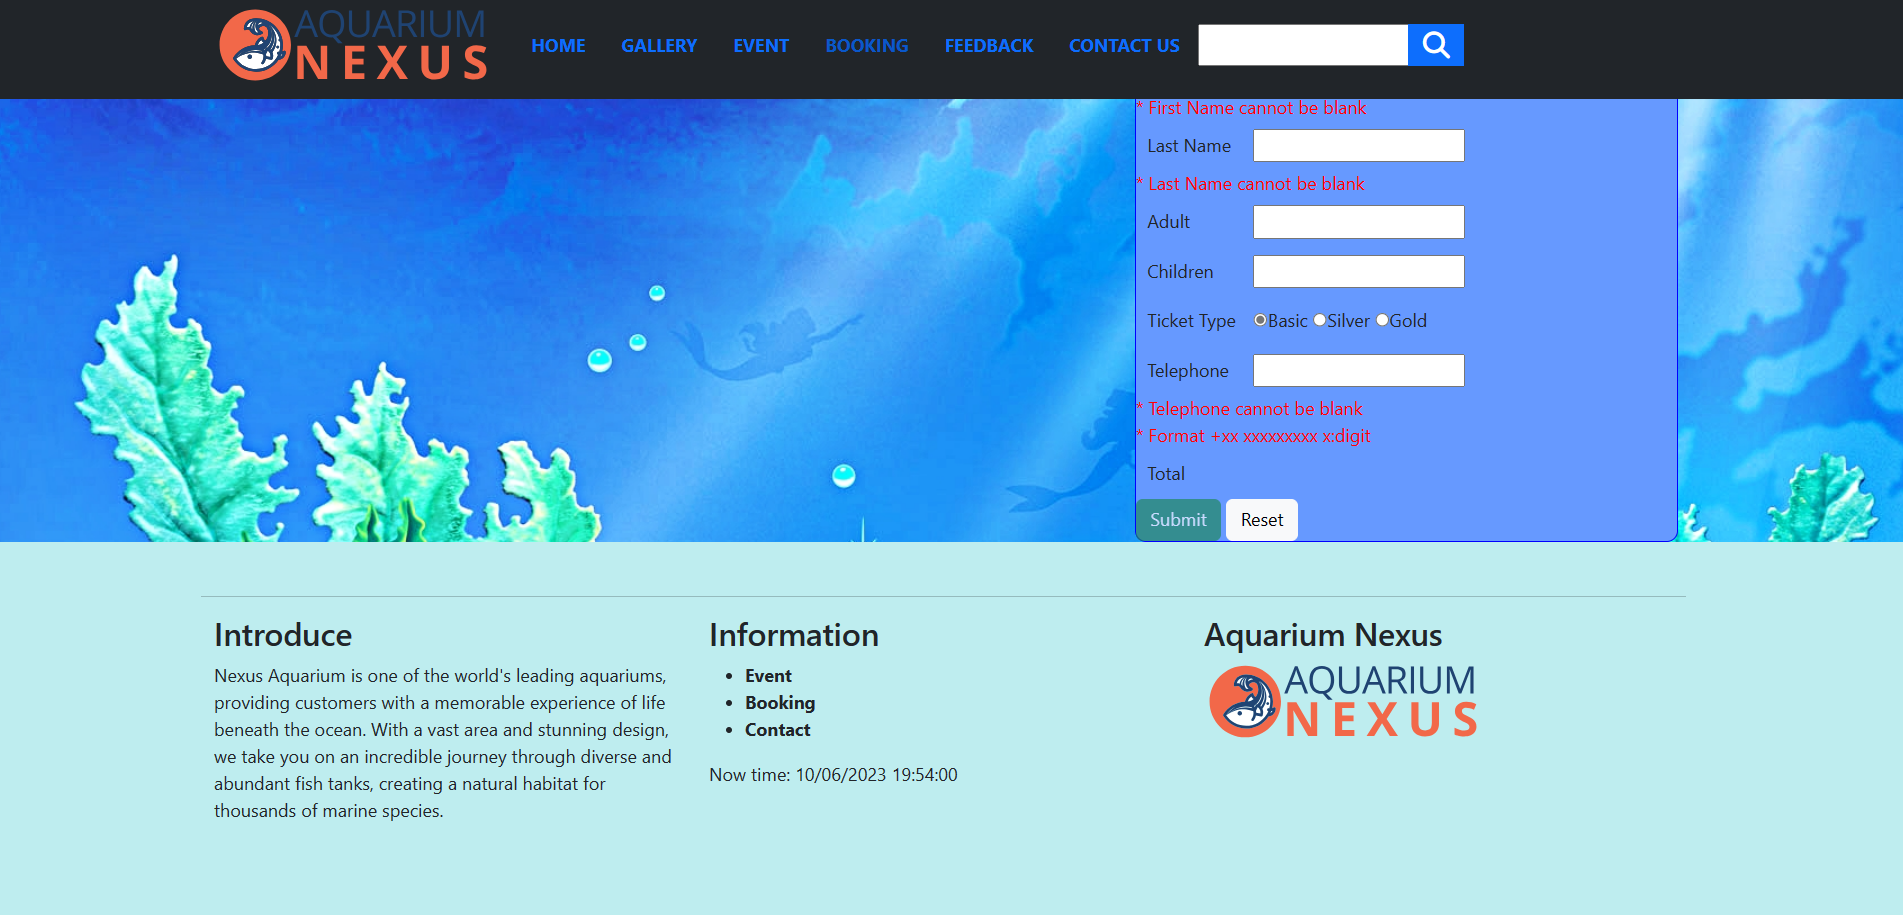 AQUARIUM
NEXUS
HOME GALLERY EVENT BOOKING FEEDBACK CONTACT US
* First Name cannot be blank
Last Name
* Last Name cannot be blank
Adult
Children
Ticket Type Basic Silver Gold
Telephone
* Telephone cannot be blank
* Format +xx xxxxxxxxx x:digit
Total
Submit Reset
Introduce
Nexus Aquarium is one of the world's leading aquariums,
providing customers with a memorable experience of life
beneath the ocean. With a vast area and stunning design,
we take you on an incredible journey through diverse and
abundant fish tanks, creating a natural habitat for
thousands of marine species.
Information
Event
Booking
Contact
Now time: 10/06/2023 19:54:00
Aquarium Nexus
AQUARIUM
NEXUS